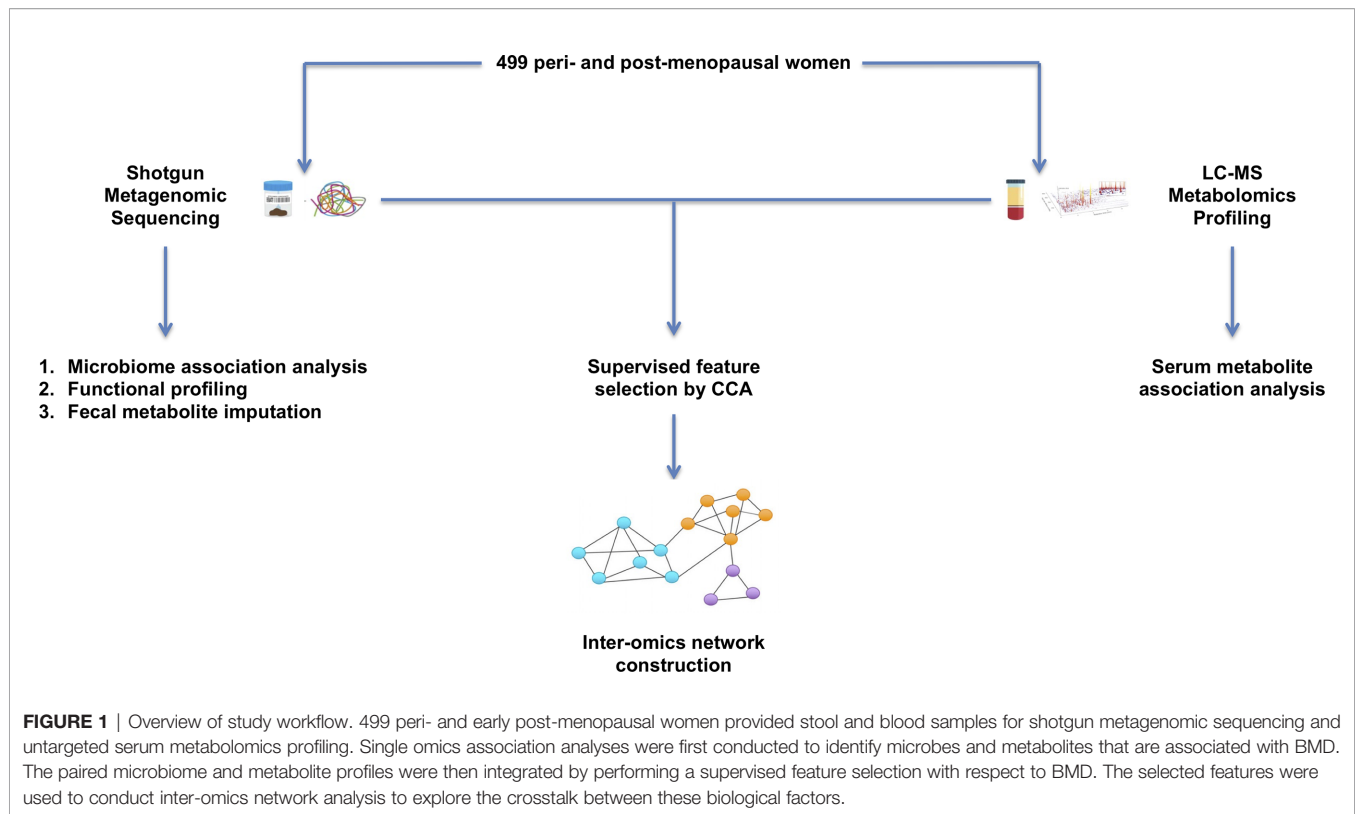 499 peri- and post-menopausal women
Shotgun
Metagenomic
Sequencing
LC-MS
Metabolomics
Profiling
1. Microbiome association analysis
2. Functional profiling
3. Fecal metabolite imputation
Supervised feature
selection by CCA
Serum metabolite
association analysis
Inter-omics network
construction
FIGURE 1 | Overview of study workflow. 499 peri- and early post-menopausal women provided stool and blood samples for shotgun metagenomic sequencing and
untargeted serum metabolomics profiling. Single omics association analyses were first conducted to identify microbes and metabolites that are associated with BMD.
The paired microbiome and metabolite profiles were then integrated by performing a supervised feature selection with respect to BMD. The selected features were
used to conduct inter-omics network analysis to explore the crosstalk between these biological factors.